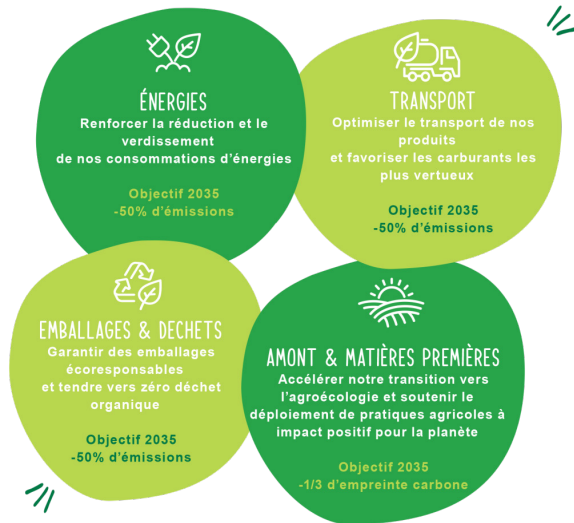 ÉNERGIES
Renforcer la réduction et le
verdissement
de nos consommations d'énergies
Objectif 2035
-50% d'émissions
TRANSPORT
Optimiser le transport de nos
produits
et favoriser les carburants les
plus vertueux
Objectif 2035
-50% d'émissions
EMBALLAGES & DECHETS
Garantir des emballages
écoresponsables
et tendre vers zéro déchet
organique
Objectif 2035
-50% d'émissions
AMONT & MATIÈRES PREMIÈRES
Accélérer notre transition vers
l'agroécologie et soutenir le
déploiement de pratiques agricoles à
impact positif pour la planète
Objectif 2035
-1/3 d'empreinte carbone